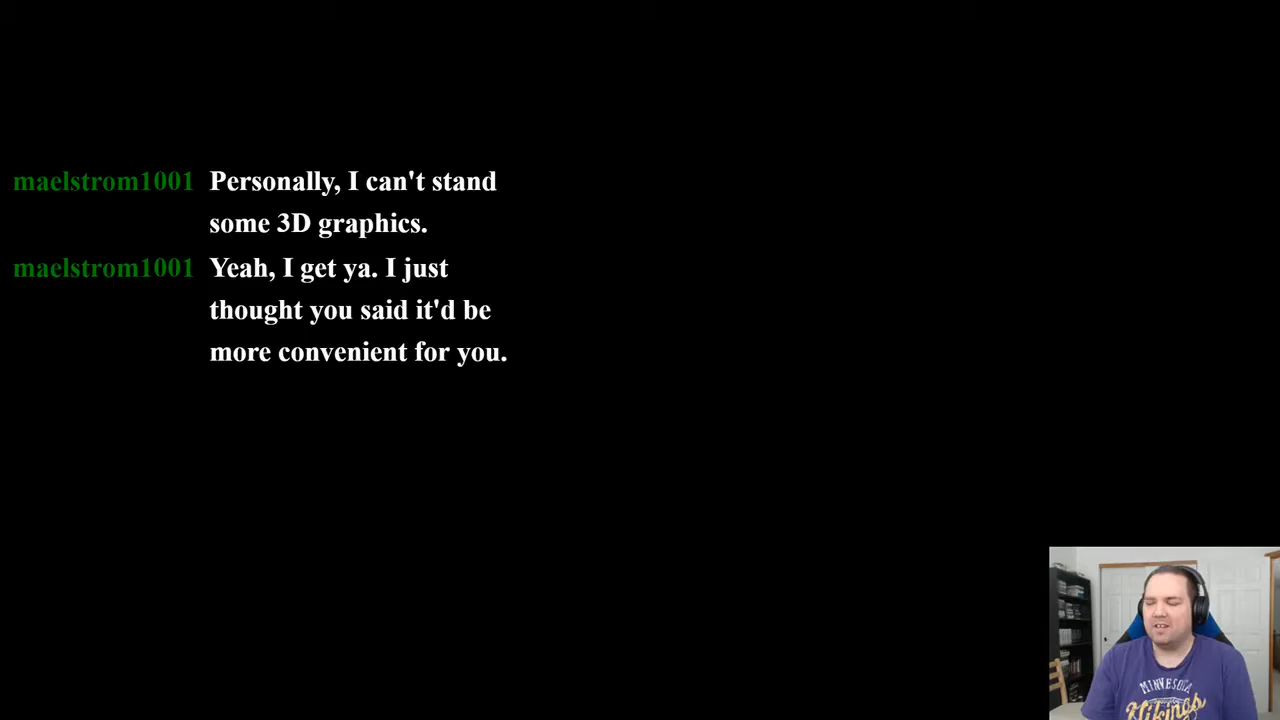 maelstrom1001 Personally, I can't stand
some 3D graphics.
maelstrom1001 Yeah, I get ya. I just
thought you said it'd be
more convenient for you.
MINNESOTA
Vikings